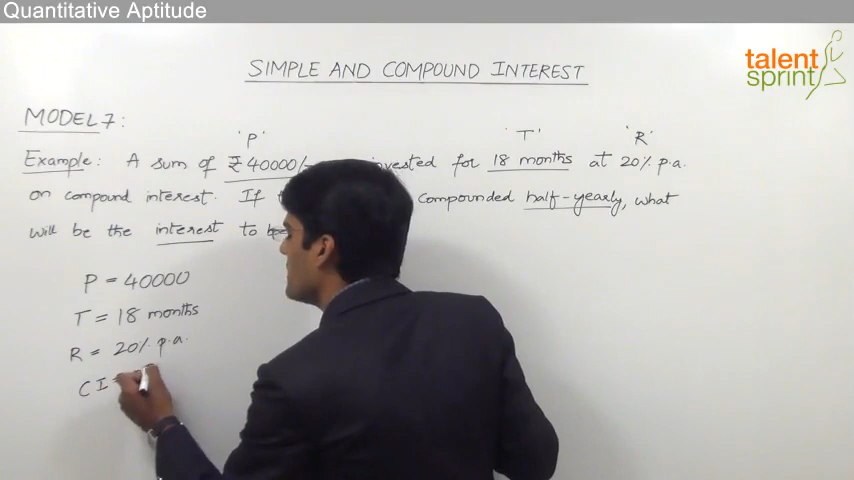 Quantitative Aptitude
talent
sprint
SIMPLE AND COMPOUND INTEREST
MODEL 7:
'P' 'T' 'R'
Example: A sum of ₹40000/- invested for 18 months at 20% p.a.
on compound interest. If compounded half-yearly, what
will be the interest to
P = 40000
T = 18 months
R = 20% p.a.
CI =